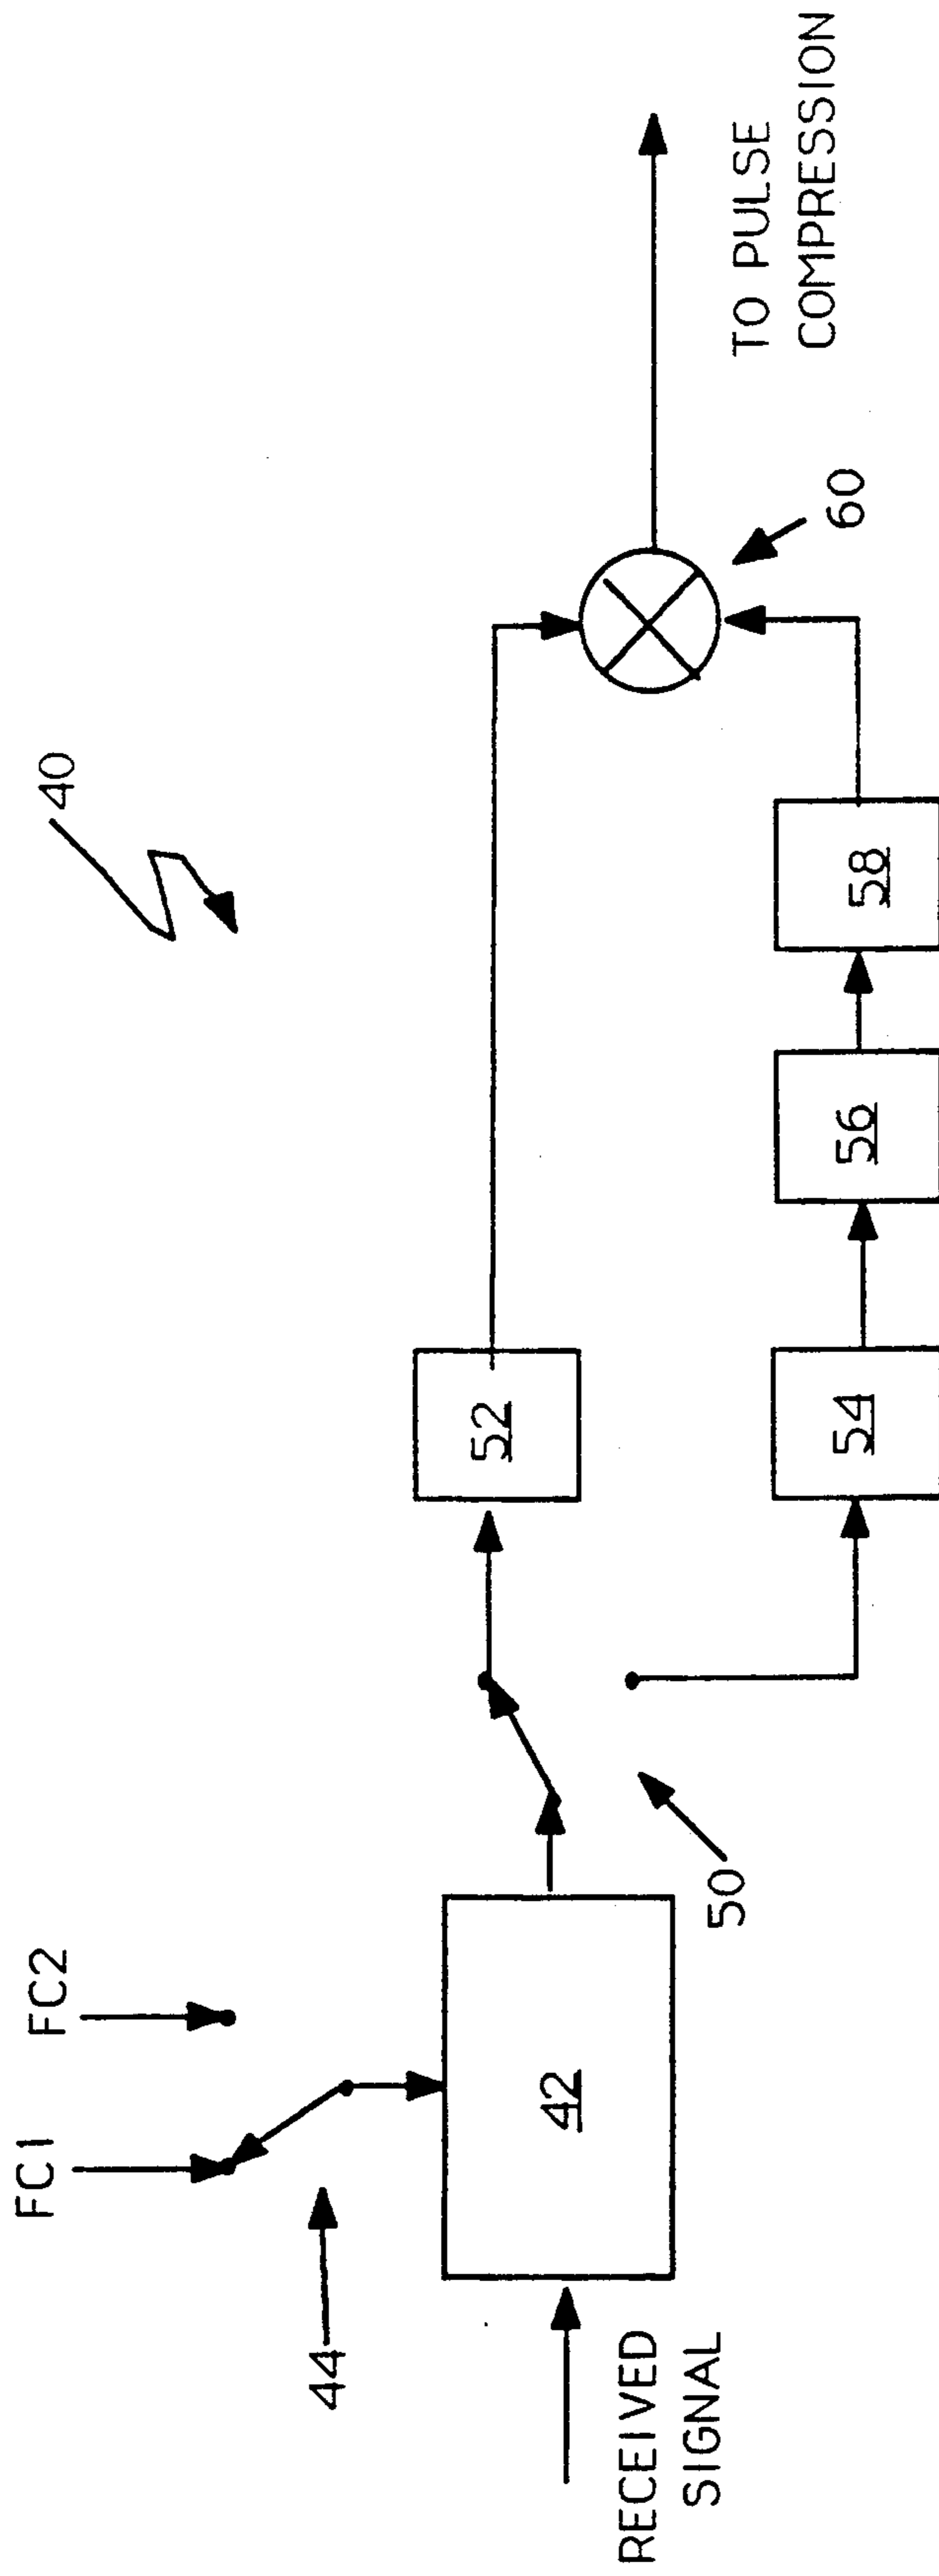 40
FC1
FC2
44
42
RECEIVED
SIGNAL
50
52
54
56
58
60
TO PULSE
COMPRESSION